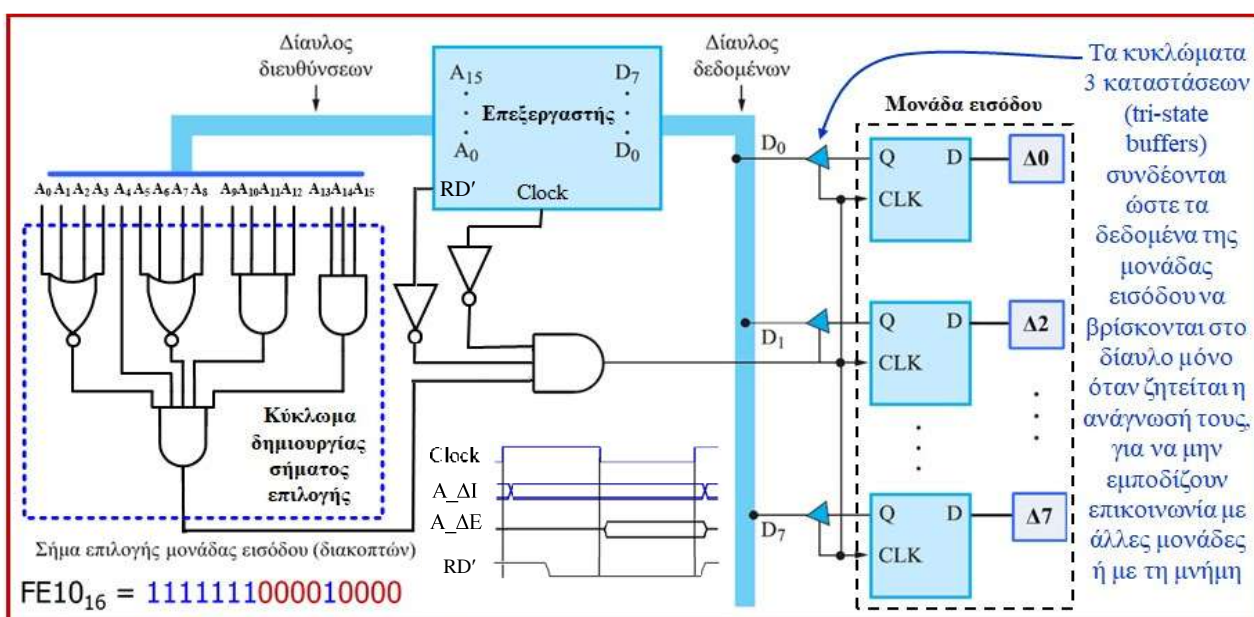 Δίαυλος
διευθύνσεων
A15
A0
D7
D0
Επεξεργαστής
RD′
Clock
Δίαυλος
δεδομένων
Τα κυκλώματα
3 καταστάσεων
(tri-state
buffers)
συνδέονται
ώστε τα
δεδομένα της
μονάδας
εισόδου να
βρίσκονται στο
δίαυλο μόνο
όταν ζητείται η
ανάγνωσή τους,
για να μην
εμποδίζουν
επικοινωνία με
άλλες μονάδες
ή με τη μνήμη
Μονάδα εισόδου
D0
Q D
CLK
Δ0
D1
Q D
CLK
Δ2
D7
Q D
CLK
Δ7
A0 A1 A2 A3 A4 A5 A6 A7 A8 A9 A10 A11 A12 A13 A14 A15
Κύκλωμα
δημιουργίας
σήματος
επιλογής
Clock
A_ΔI
A_ΔE
RD′
Σήμα επιλογής μονάδας εισόδου (διακοπτών)
FE1016 = 1111111000010000